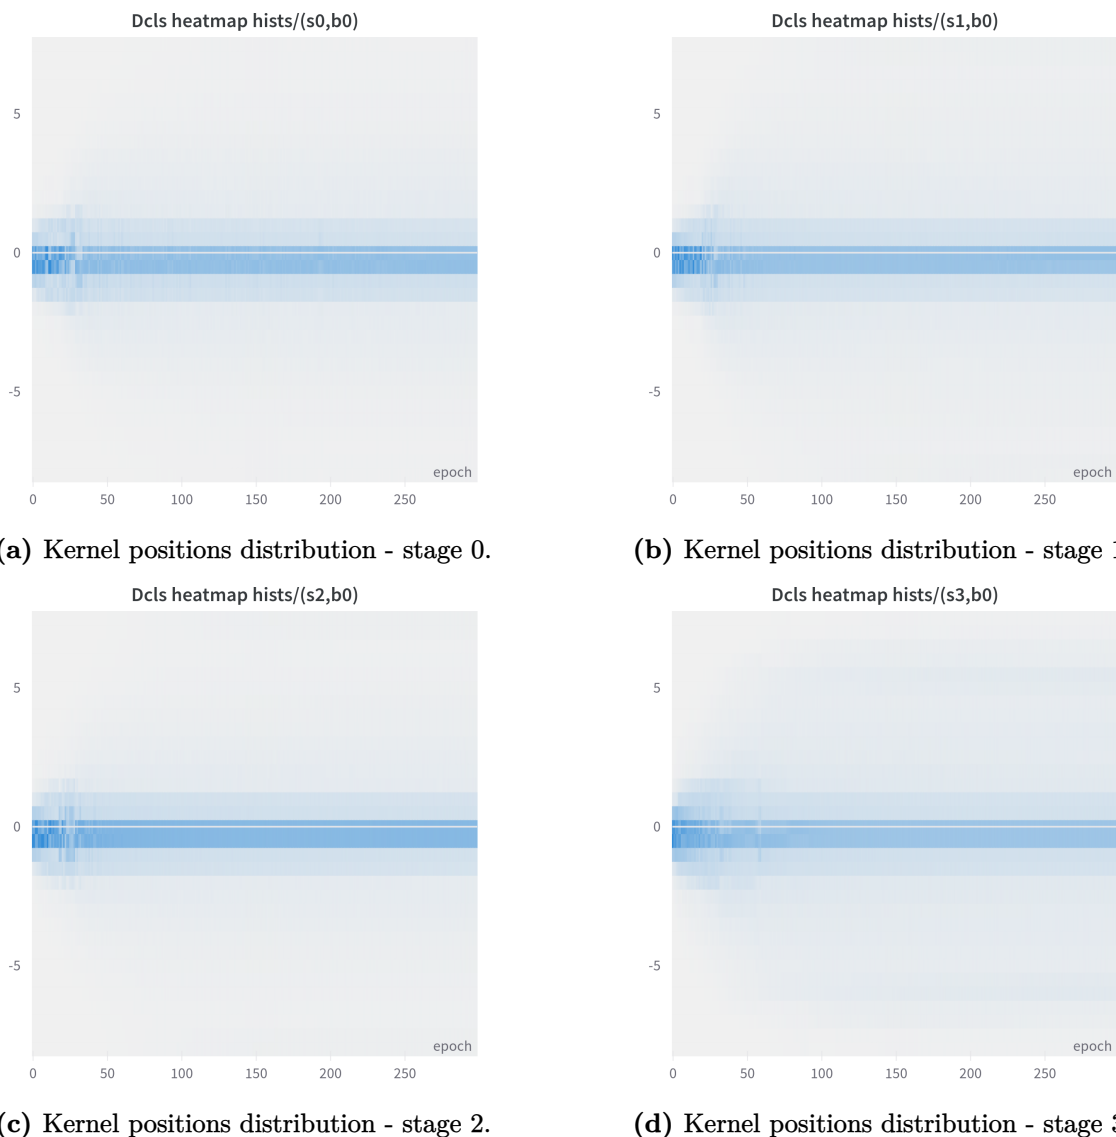 Dcls heatmap hists/(s0,b0)
Dcls heatmap hists/(s1,b0)
5
0
-5
epoch
0 50 100 150 200 250
5
0
-5
epoch
0 50 100 150 200 250
(a) Kernel positions distribution - stage 0.
(b) Kernel positions distribution - stage 1
Dcls heatmap hists/(s2,b0)
Dcls heatmap hists/(s3,b0)
5
0
-5
epoch
0 50 100 150 200 250
5
0
-5
epoch
0 50 100 150 200 250
(c) Kernel positions distribution - stage 2.
(d) Kernel positions distribution - stage 3